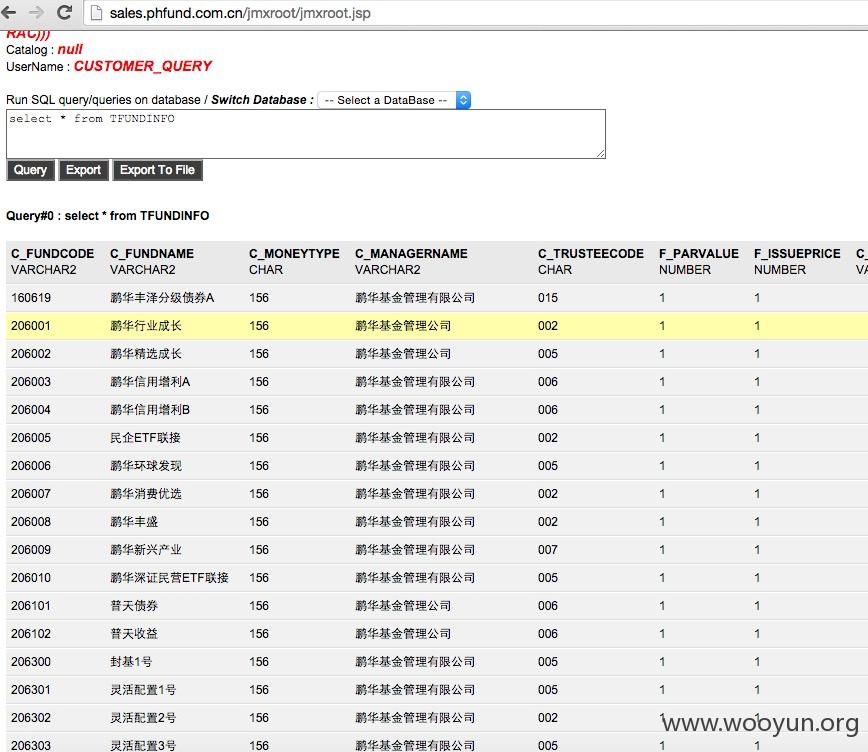 sales.phfund.com.cn/jmxroot/jmxroot.jsp
RAC)))
Catalog : null
UserName : CUSTOMER_QUERY
Run SQL query/queries on database / Switch Database : -- Select a DataBase --
select * from TFUNDINFO
Query Export Export To File
Query#0 : select * from TFUNDINFO
C_FUNDCODE C_FUNDNAME C_MONEYTYPE C_MANAGERNAME C_TRUSTEECODE F_PARVALUE F_ISSUEPRICE C_
VARCHAR2 VARCHAR2 CHAR VARCHAR2 CHAR NUMBER NUMBER VA
160619 鹏华丰泽分级债券A 156 鹏华基金管理有限公司 015 1 1
206001 鹏华行业成长 156 鹏华基金管理公司 002 1 1
206002 鹏华精选成长 156 鹏华基金管理公司 005 1 1
206003 鹏华信用增利A 156 鹏华基金管理有限公司 006 1 1
206004 鹏华信用增利B 156 鹏华基金管理有限公司 006 1 1
206005 民企ETF联接 156 鹏华基金管理有限公司 002 1 1
206006 鹏华环球发现 156 鹏华基金管理有限公司 005 1 1
206007 鹏华消费优选 156 鹏华基金管理有限公司 002 1 1
206008 鹏华丰盛 156 鹏华基金管理有限公司 002 1 1
206009 鹏华新兴产业 156 鹏华基金管理有限公司 007 1 1
206010 鹏华深证民营ETF联接 156 鹏华基金管理有限公司 005 1 1
206101 普天债券 156 鹏华基金管理公司 006 1 1
206102 普天收益 156 鹏华基金管理公司 006 1 1
206300 封基1号 156 鹏华基金管理有限公司 005 1 1
206301 灵活配置1号 156 鹏华基金管理有限公司 005 1 1
206302 灵活配置2号 156 鹏华基金管理有限公司 002 1 1
206303 灵活配置3号 156 鹏华基金管理有限公司 005 1 1
www.wooyun.org